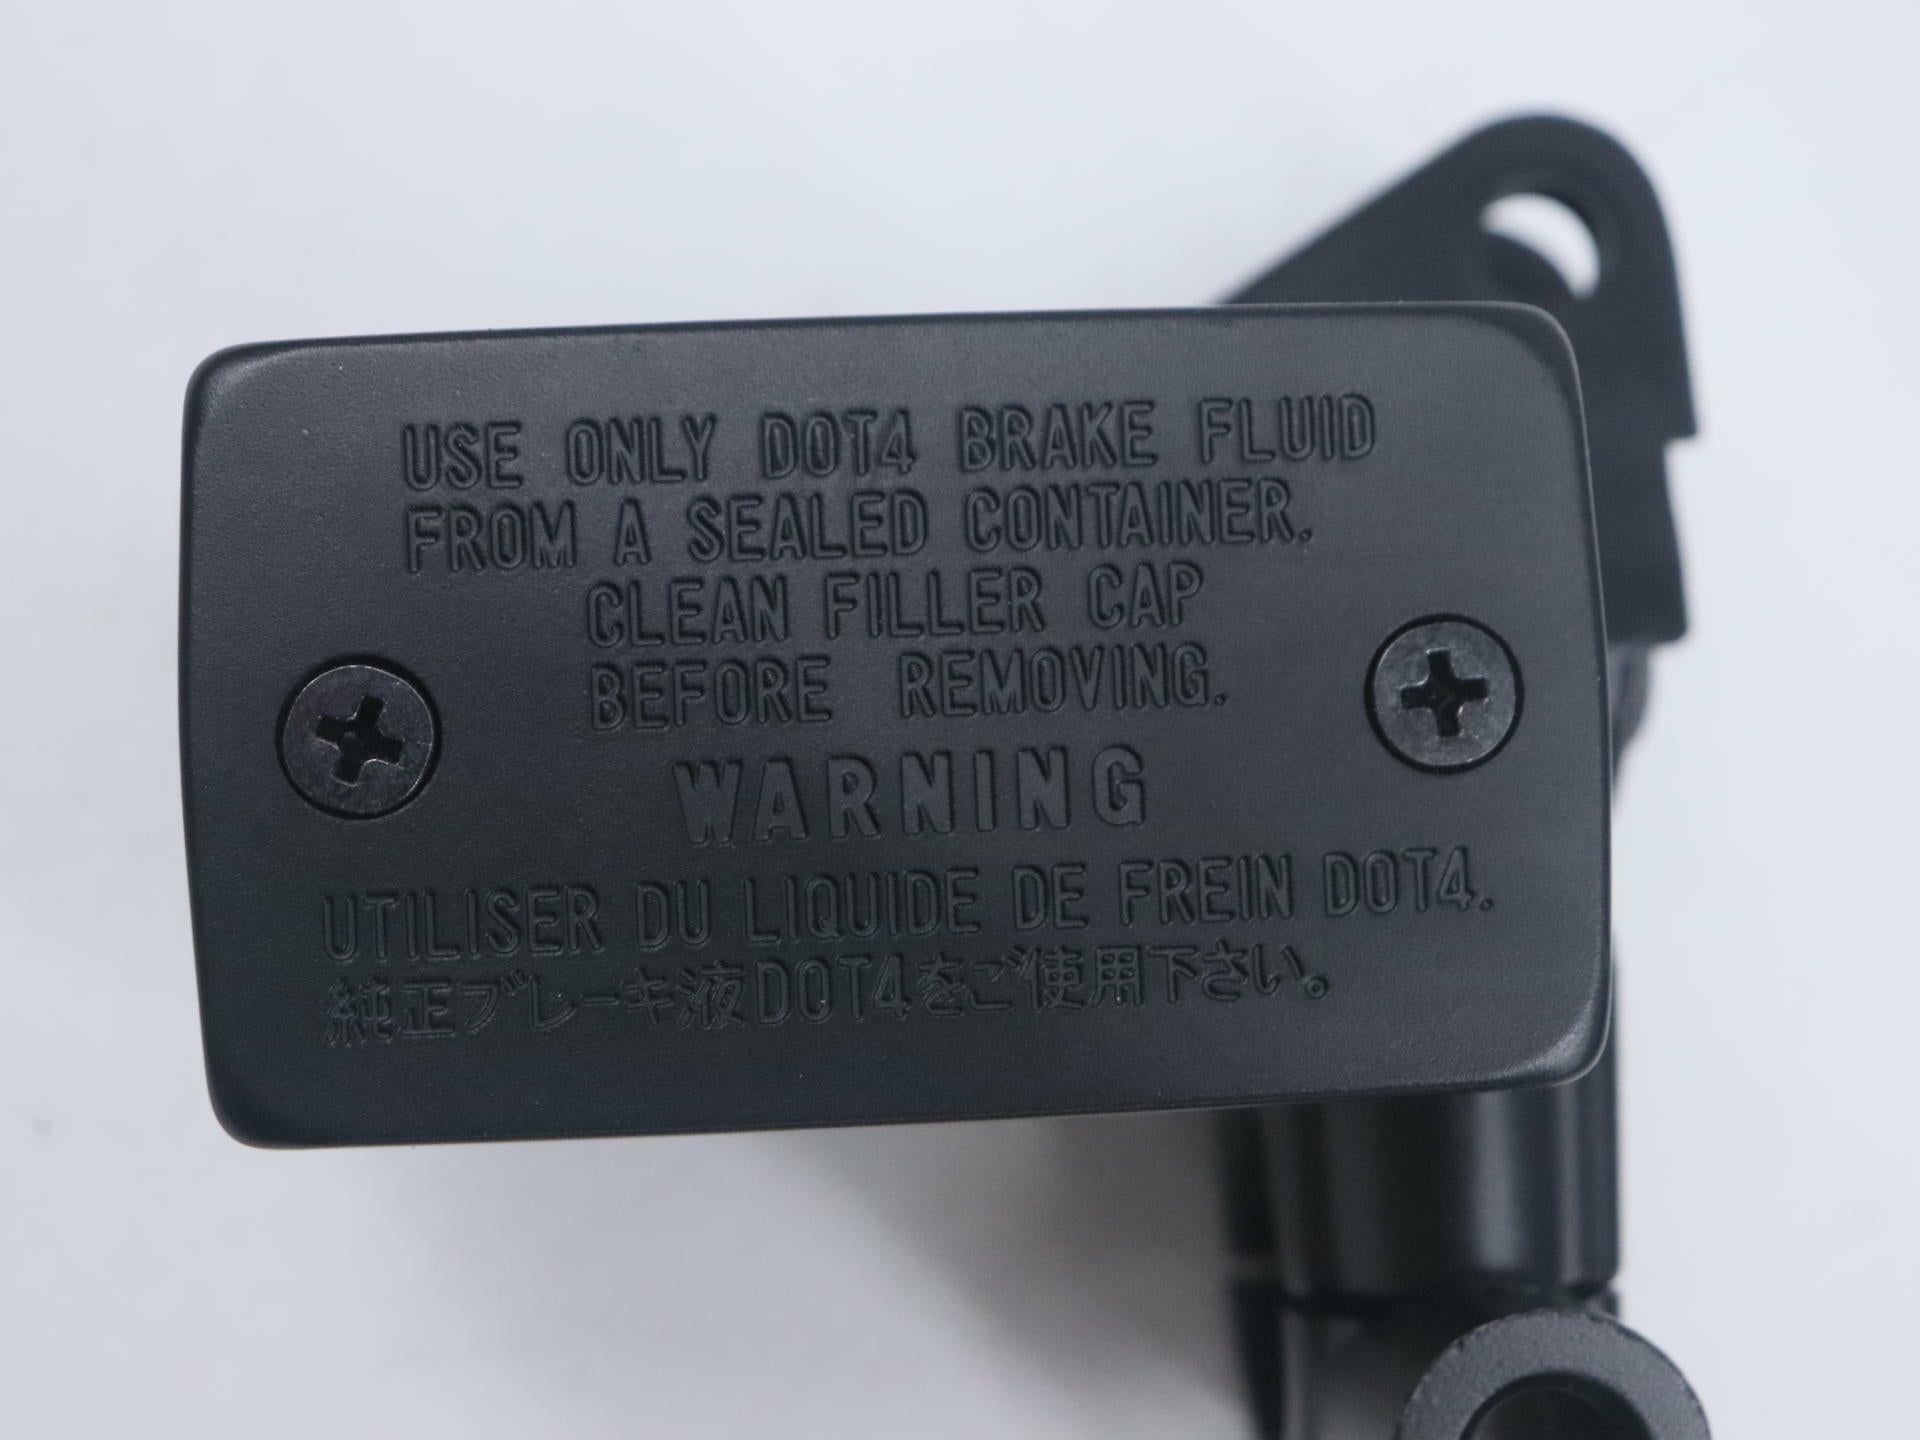 USE ONLY DOT4 BRAKE FLUID
FROM A SEALED CONTAINER.
CLEAN FILLER CAP
BEFORE REMOVING.
WARNING
UTILISER DU LIQUIDE DE FREIN DOT4.
純正ブレーキ液DOT4をご使用下さい。